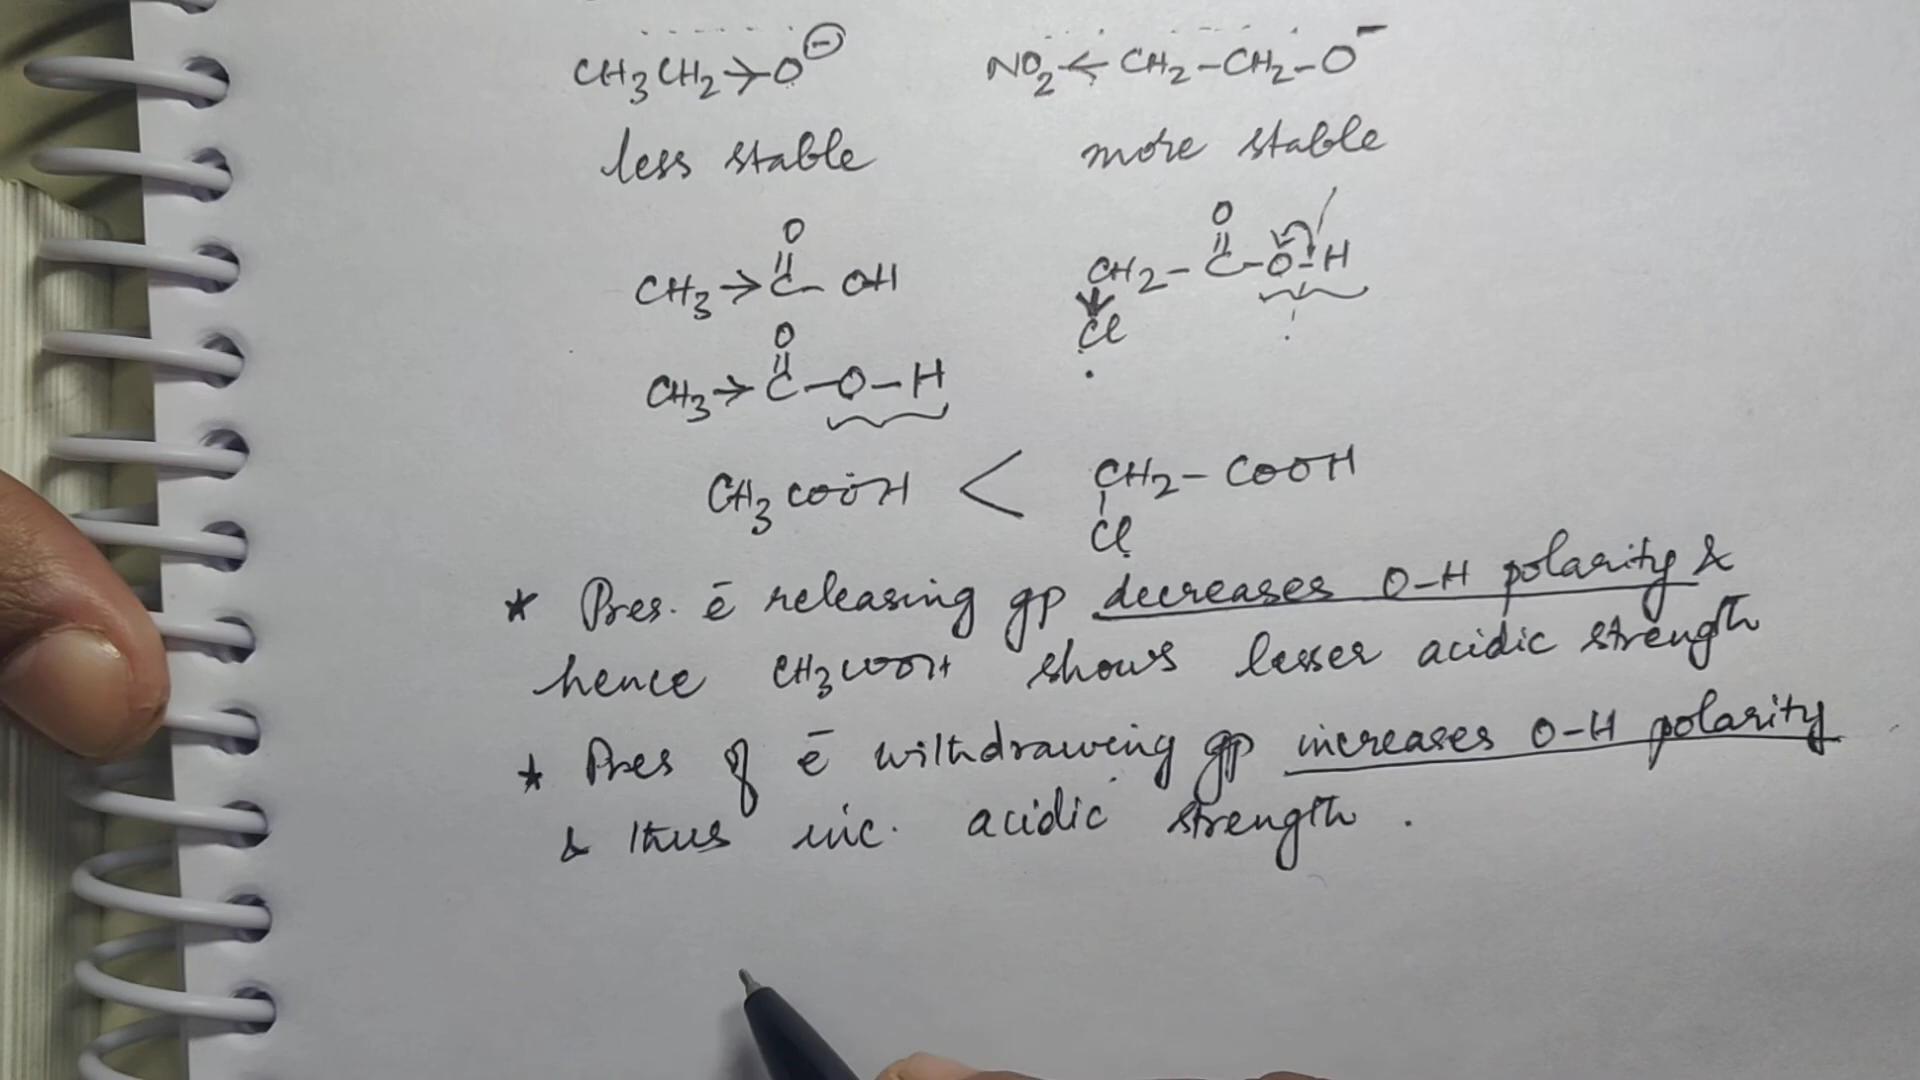 CH3CH2→O⊖ NO2←CH2-CH2-O⁻
less stable more stable
O O
|| ||
CH3→C-OH CH2-C-O-H
Cl
O
||
CH3→C-O-H
CH3COOH < CH2-COOH
Cl
* Pres. ē releasing gp decreases O-H polarity &
hence CH3COOH shows lesser acidic strength
* Pres of ē withdrawing gp increases O-H polarity
& thus inc. acidic strength.